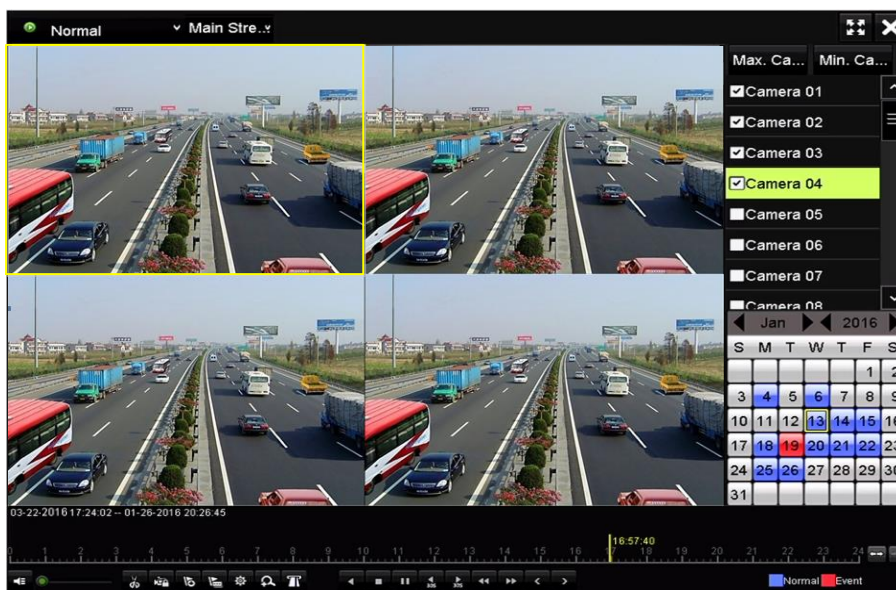 Normal
Main Stre...
Max. Ca...
Min. Ca...
Camera 01
Camera 02
Camera 03
Camera 04
Camera 05
Camera 06
Camera 07
Camera 08
Jan 2016
S M T W T F S
1 2
3 4 5 6 7 8 9
10 11 12 13 14 15 16
17 18 19 20 21 22 23
24 25 26 27 28 29 30
31
03-22-2016 17:24:02 -- 01-26-2016 20:26:45
16:57:40
0 1 2 3 4 5 6 7 8 9 10 11 12 13 14 15 16 17 18 19 20 21 22 23 24
30S 30S
Normal Event